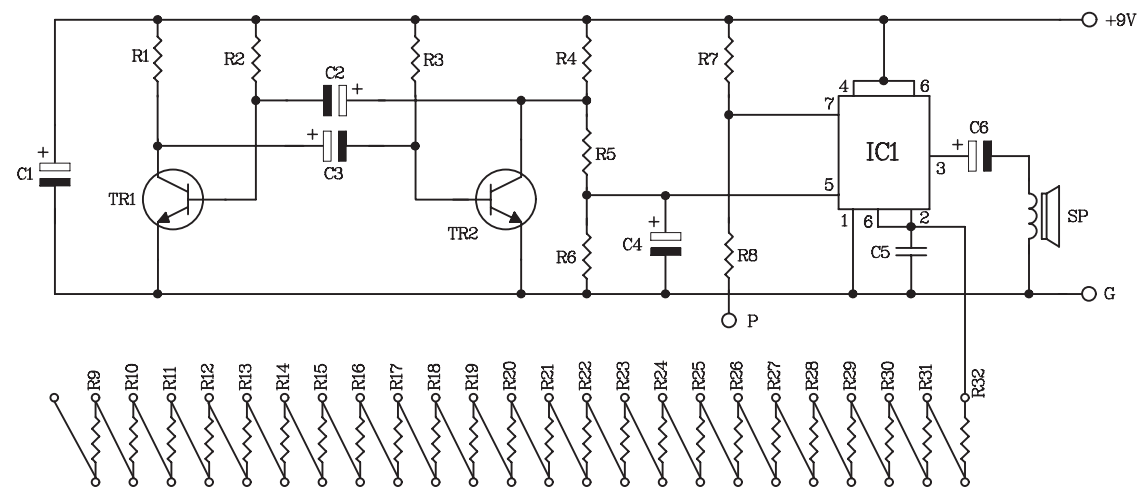 +9V
R1
R2
R3
R4
R7
C2
+
4
6
7
C1
+
+
C3
R5
IC1
+
C6
3
TR1
TR2
5
SP
+
C4
R6
R8
1
6
2
C5
P
G
R9
R10
R11
R12
R13
R14
R15
R16
R17
R18
R19
R20
R21
R22
R23
R24
R25
R26
R27
R28
R29
R30
R31
R32